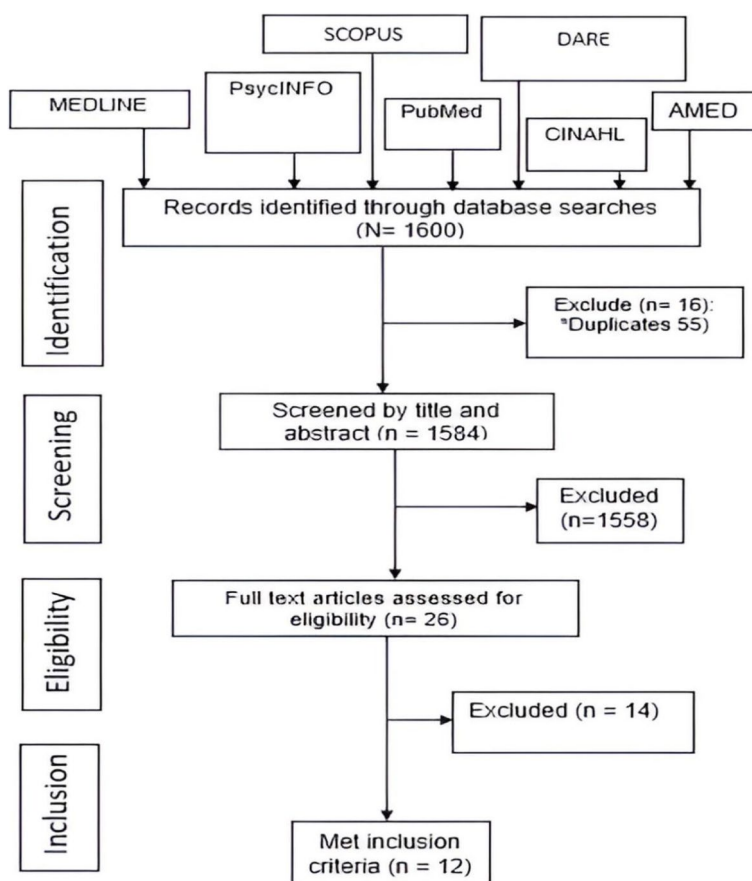 SCOPUS
DARE
PsycINFO
MEDLINE
PubMed
AMED
CINAHL
Records identified through database searches
(N= 1600)
Identification
Exclude (n= 16):
*Duplicates 55)
Screened by title and
abstract (n = 1584)
Screening
Excluded
(n=1558)
Full text articles assessed for
eligibility (n= 26)
Eligibility
Excluded (n = 14)
Inclusion
Met inclusion
criteria (n = 12)